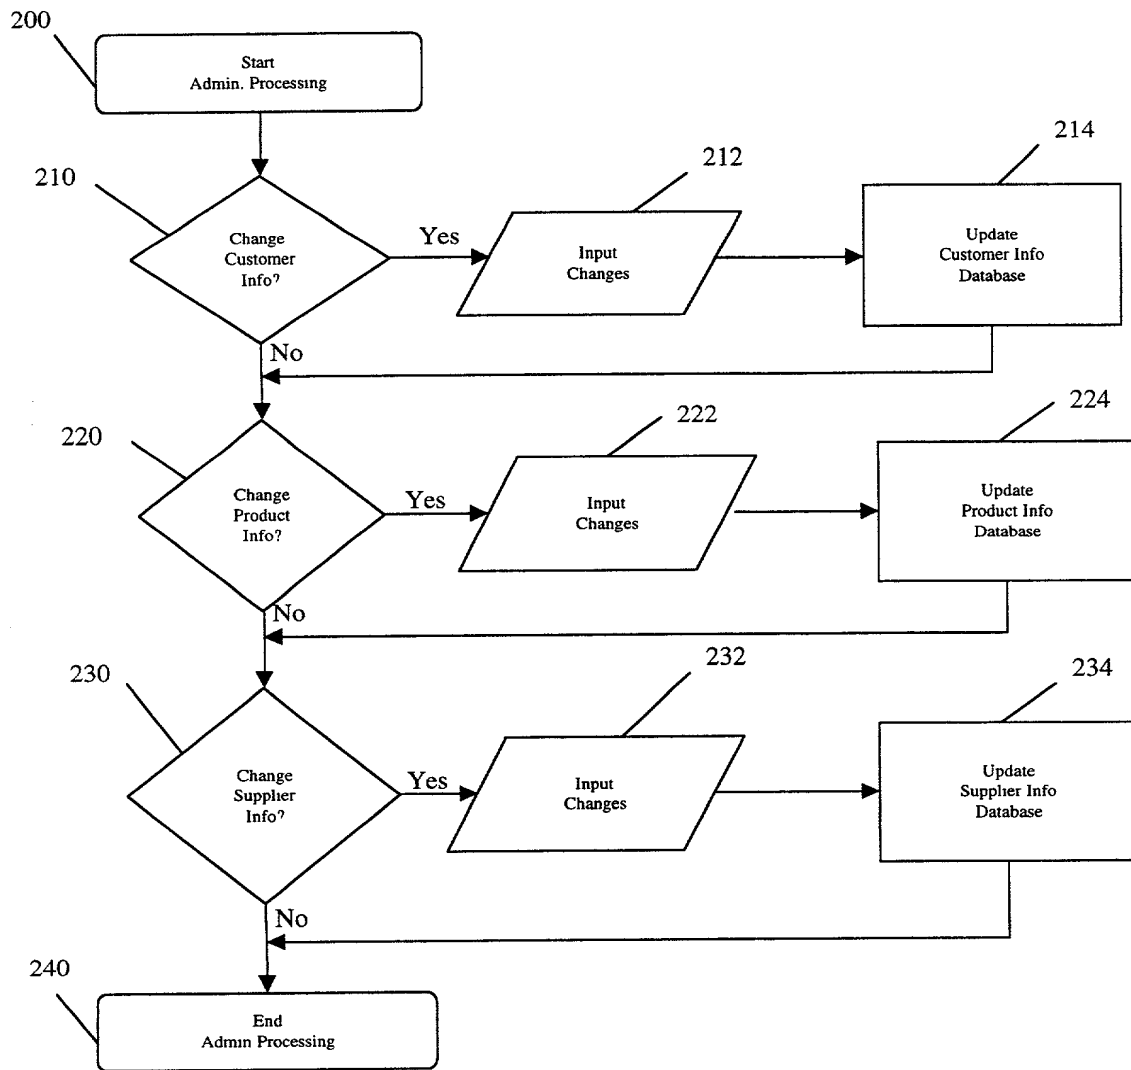 200
Start
Admin. Processing
210
Change
Customer
Info?
Yes
212
Input
Changes
214
Update
Customer Info
Database
No
220
Change
Product
Info?
Yes
222
Input
Changes
224
Update
Product Info
Database
No
230
Change
Supplier
Info?
Yes
232
Input
Changes
234
Update
Supplier Info
Database
No
240
End
Admin Processing